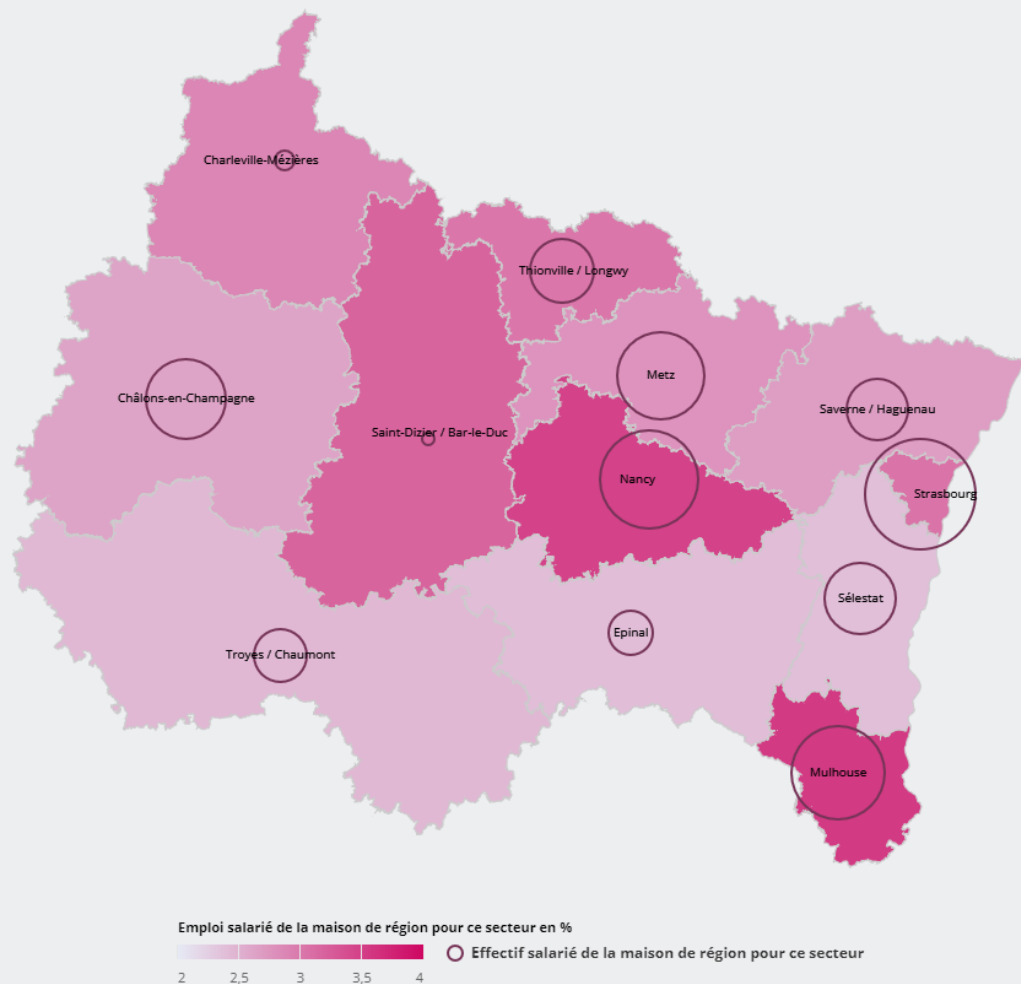 Charleville-Mézières
Thionville / Longwy
Metz
Châlons-en-Champagne
Saint-Dizier / Bar-le-Duc
Saverne / Haguenau
Nancy
Strasbourg
Sélestat
Epinal
Troyes / Chaumont
Mulhouse
Emploi salarié de la maison de région pour ce secteur en %
Effectif salarié de la maison de région pour ce secteur
2 2,5 3 3,5 4